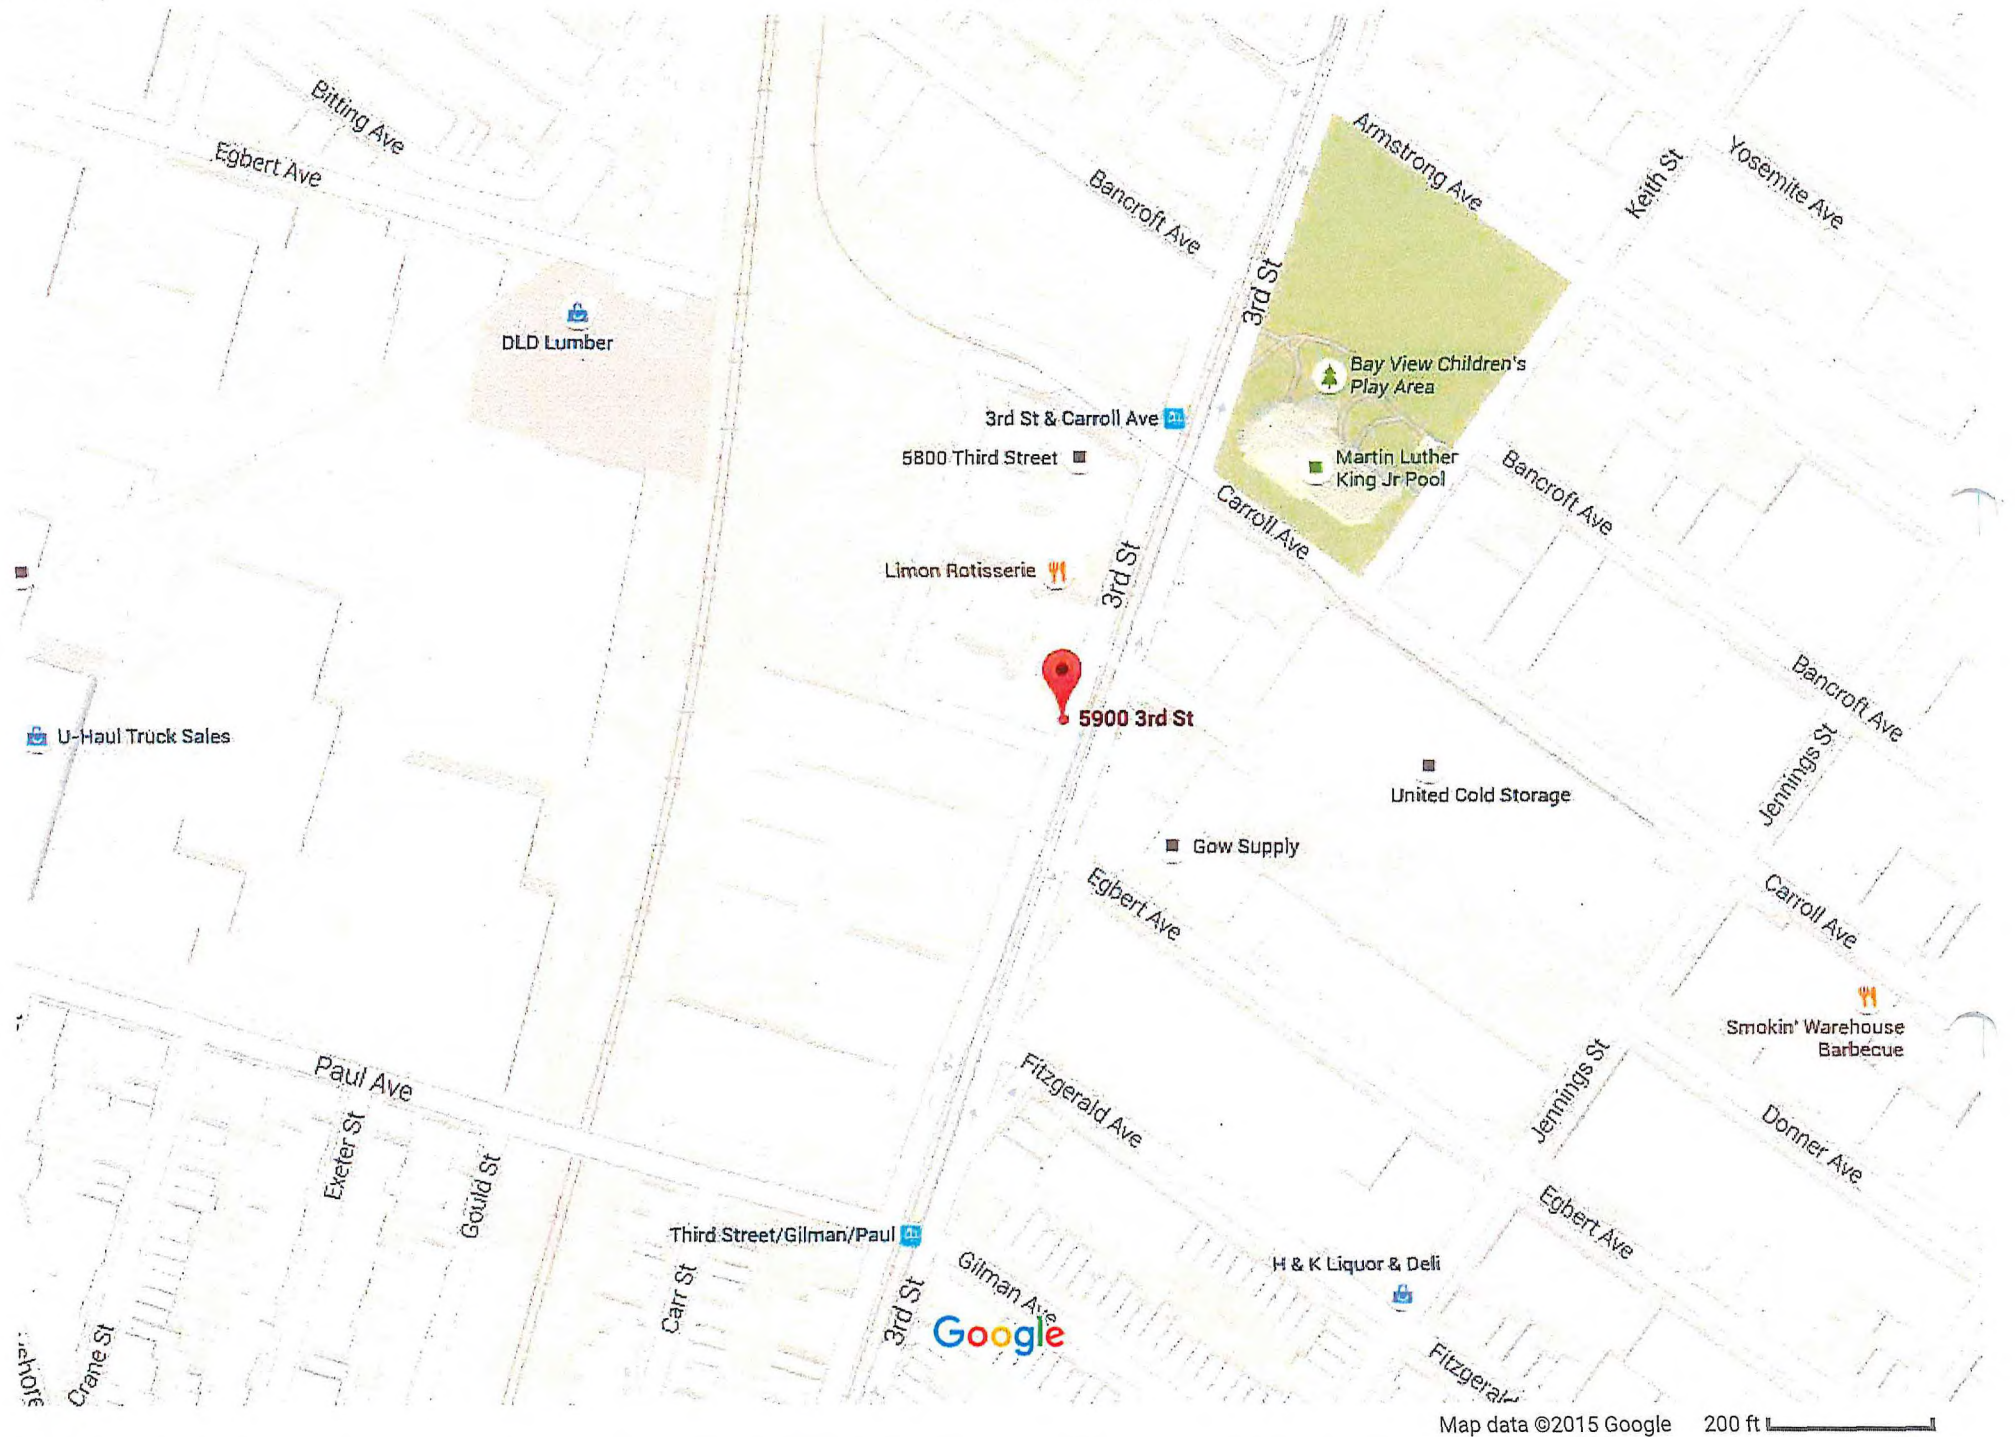 Bitting Ave
Egbert Ave
Armstrong Ave
Yosemite Ave
Keith St
Bancroft Ave
3rd St
DLD Lumber
Bay View Children's
Play Area
3rd St & Carroll Ave
5800 Third Street
Martin Luther
King Jr Pool
Bancroft Ave
Carroll Ave
Limon Rotisserie
3rd St
Bancroft Ave
5900 3rd St
U-Haul Truck Sales
Jennings St
United Cold Storage
Gow Supply
Egbert Ave
Carroll Ave
Smokin' Warehouse
Barbecue
Paul Ave
Fitzgerald Ave
Jennings St
Donner Ave
Exeter St
Gould St
Egbert Ave
Third Street/Gilman/Paul
H & K Liquor & Deli
Gilman Ave
Carr St
3rd St
Google
Crane St
Fitzgerald
Map data ©2015 Google
200 ft